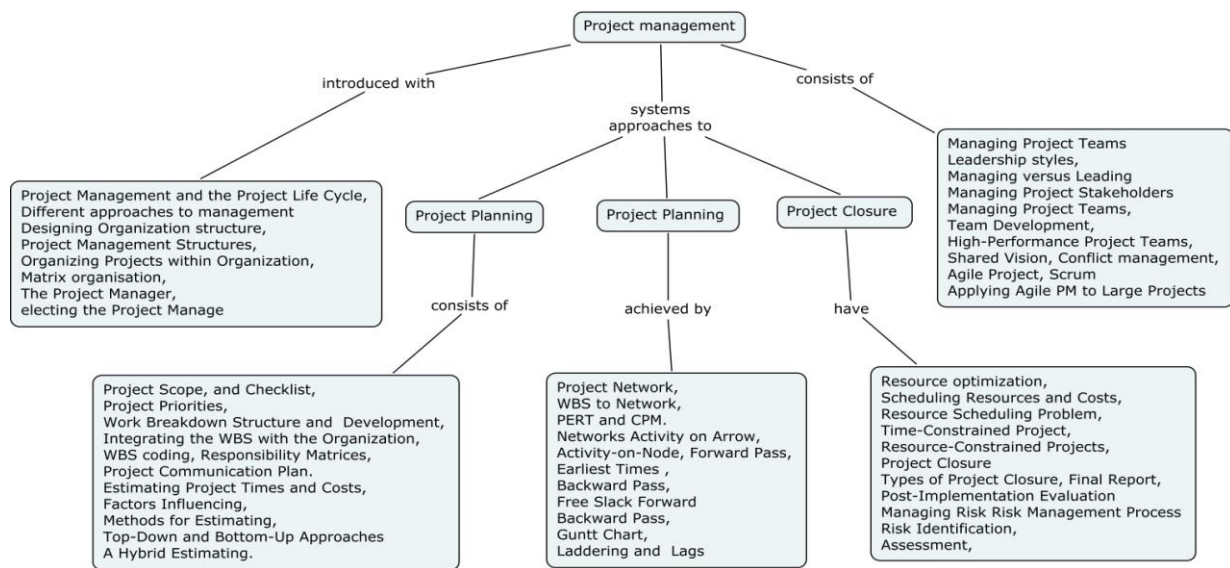 Project management
introduced with
consists of
systems
approaches to
Project Management and the Project Life Cycle,
Different approaches to management
Designing Organization structure,
Project Management Structures,
Organizing Projects within Organization,
Matrix organisation,
The Project Manager,
electing the Project Manage
Project Planning
Project Planning
Project Closure
Managing Project Teams
Leadership styles,
Managing versus Leading
Managing Project Stakeholders
Managing Project Teams,
Team Development,
High-Performance Project Teams,
Shared Vision, Conflict management,
Agile Project, Scrum
Applying Agile PM to Large Projects
consists of
achieved by
have
Project Scope, and Checklist,
Project Priorities,
Work Breakdown Structure and Development,
Integrating the WBS with the Organization,
WBS coding, Responsibility Matrices,
Project Communication Plan.
Estimating Project Times and Costs,
Factors Influencing,
Methods for Estimating,
Top-Down and Bottom-Up Approaches
A Hybrid Estimating.
Project Network,
WBS to Network,
PERT and CPM.
Networks Activity on Arrow,
Activity-on-Node, Forward Pass,
Earliest Times ,
Backward Pass,
Free Slack Forward
Backward Pass,
Guntt Chart,
Laddering and Lags
Resource optimization,
Scheduling Resources and Costs,
Resource Scheduling Problem,
Time-Constrained Project,
Resource-Constrained Projects,
Project Closure
Types of Project Closure, Final Report,
Post-Implementation Evaluation
Managing Risk Risk Management Process
Risk Identification,
Assessment,